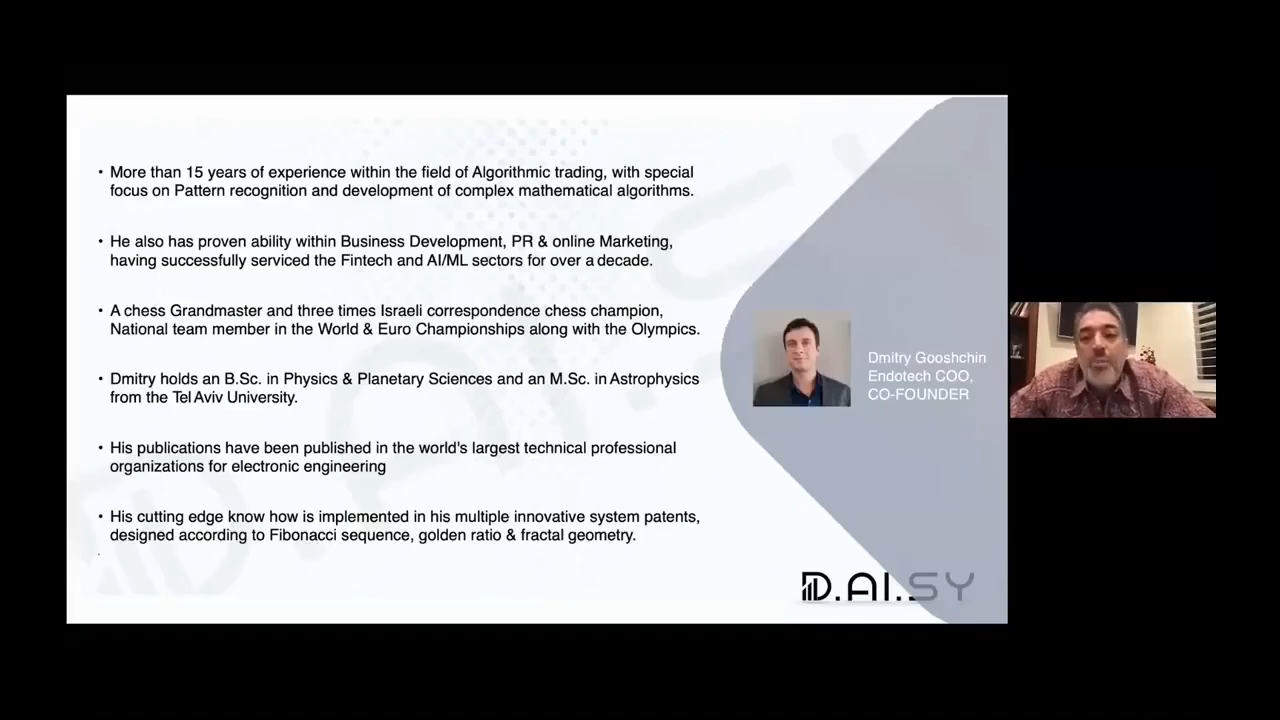 • More than 15 years of experience within the field of Algorithmic trading, with special
focus on Pattern recognition and development of complex mathematical algorithms.
• He also has proven ability within Business Development, PR & online Marketing,
having successfully serviced the Fintech and AI/ML sectors for over a decade.
• A chess Grandmaster and three times Israeli correspondence chess champion,
National team member in the World & Euro Championships along with the Olympics.
• Dmitry holds an B.Sc. in Physics & Planetary Sciences and an M.Sc. in Astrophysics
from the Tel Aviv University.
• His publications have been published in the world's largest technical professional
organizations for electronic engineering
• His cutting edge know how is implemented in his multiple innovative system patents,
designed according to Fibonacci sequence, golden ratio & fractal geometry.
Dmitry Gooshchin
Endotech COO,
CO-FOUNDER
D.AI.SY